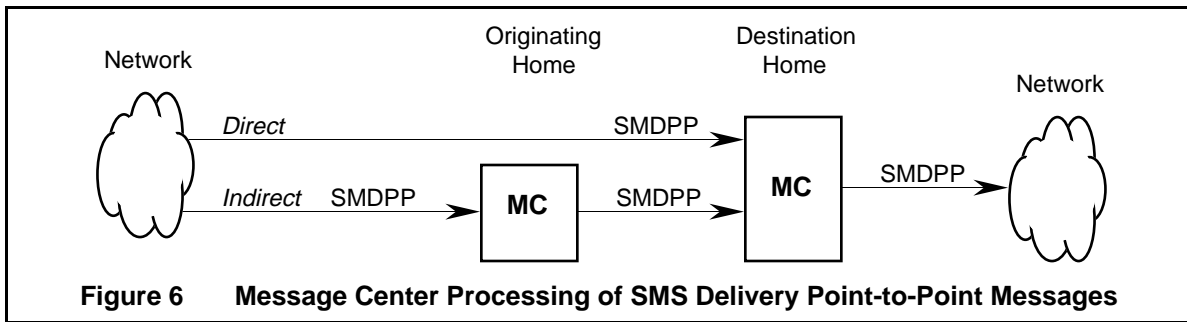 Network
Originating
Home
Destination
Home
Network
Direct SMDPP
Indirect SMDPP MC SMDPP MC SMDPP
Figure 6 Message Center Processing of SMS Delivery Point-to-Point Messages